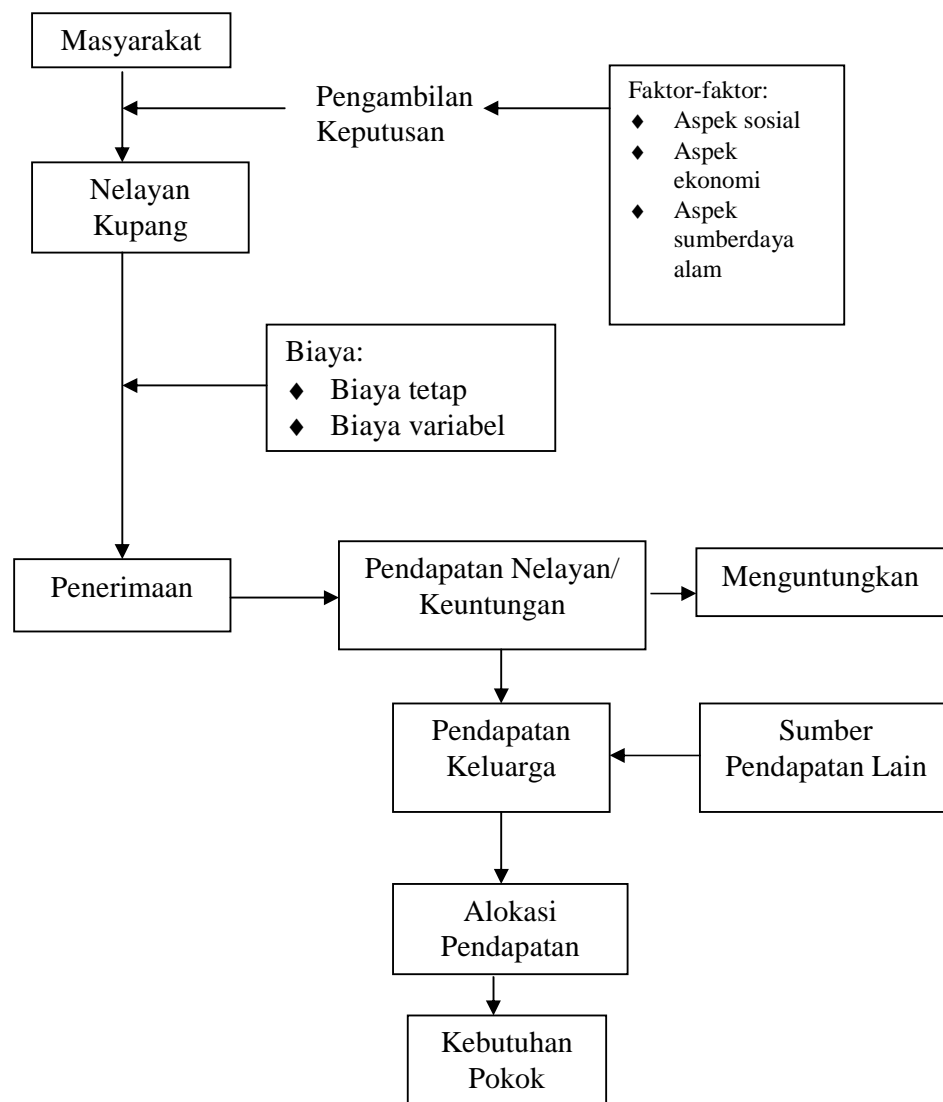 Masyarakat
Pengambilan
Keputusan
Faktor-faktor:
♦ Aspek sosial
♦ Aspek
ekonomi
♦ Aspek
sumberdaya
alam
Nelayan
Kupang
Biaya:
♦ Biaya tetap
♦ Biaya variabel
Penerimaan
Pendapatan Nelayan/
Keuntungan
Menguntungkan
Pendapatan
Keluarga
Sumber
Pendapatan Lain
Alokasi
Pendapatan
Kebutuhan
Pokok